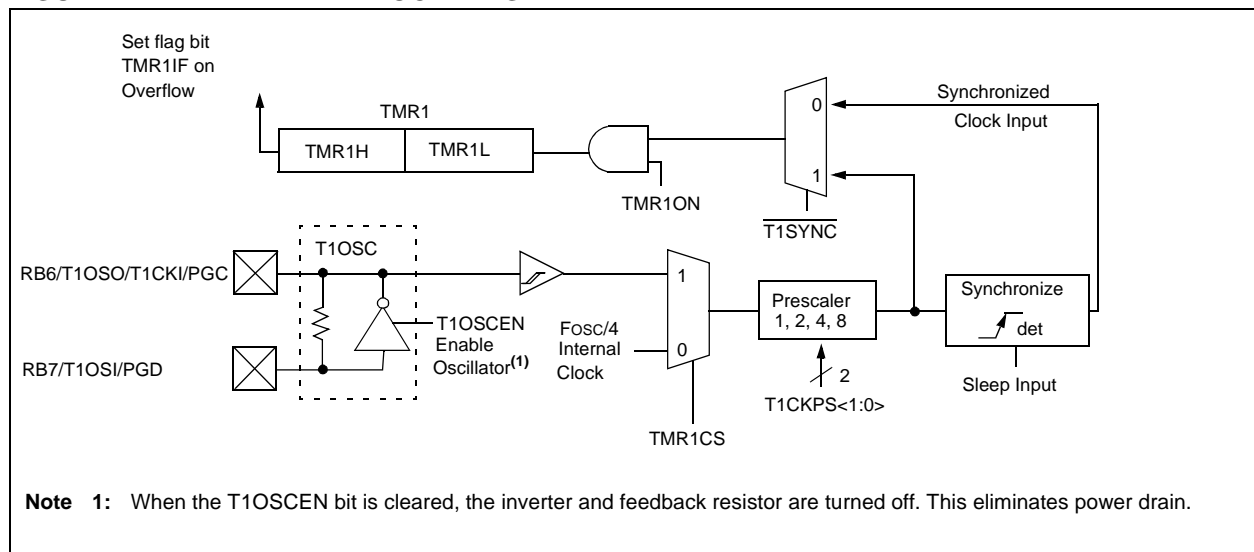 Set flag bit
TMR1IF on
Overflow
TMR1
TMR1H
TMR1L
TMR1ON
0
1
T1SYNC
Synchronized
Clock Input
RB6/T1OSO/T1CKI/PGC
T1OSC
RB7/T1OSI/PGD
T1OSCEN
Enable
Oscillator(1)
FOSC/4
Internal
Clock
1
0
TMR1CS
Prescaler
1, 2, 4, 8
2
T1CKPS<1:0>
Synchronize
det
Sleep Input
Note 1: When the T1OSCEN bit is cleared, the inverter and feedback resistor are turned off. This eliminates power drain.